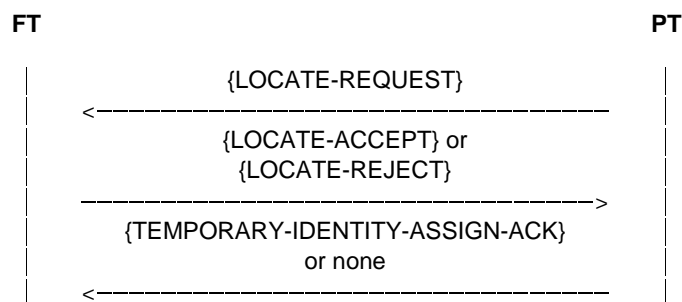 FT PT
{LOCATE-REQUEST}
{LOCATE-ACCEPT} or
{LOCATE-REJECT}
{TEMPORARY-IDENTITY-ASSIGN-ACK}
or none